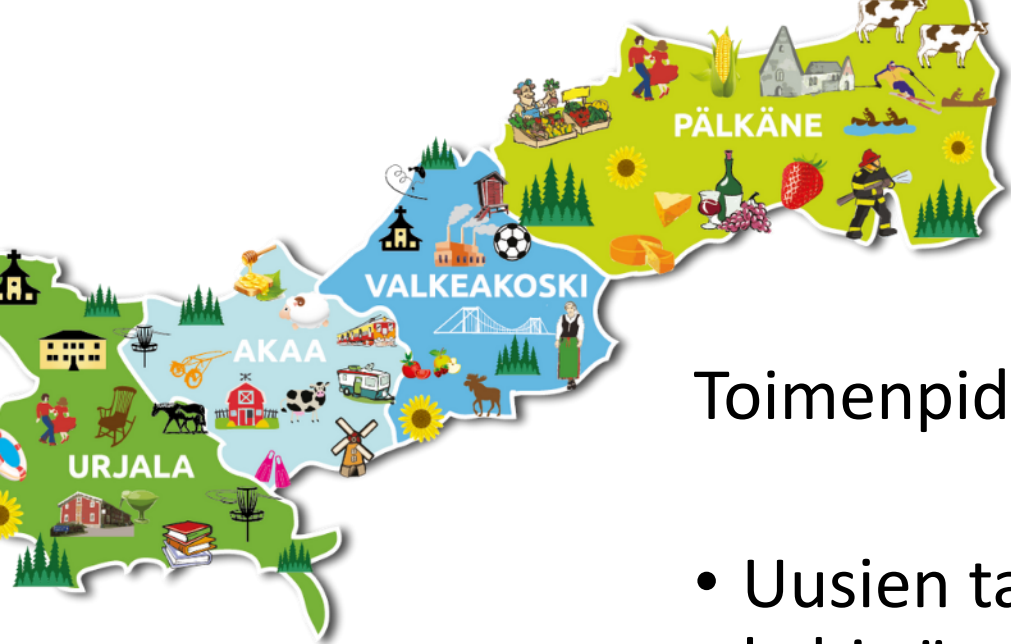 PÄLKÄNE
VALKEAKOSKI
AKAA
URJALA
Toimenpid
• Uusien ta